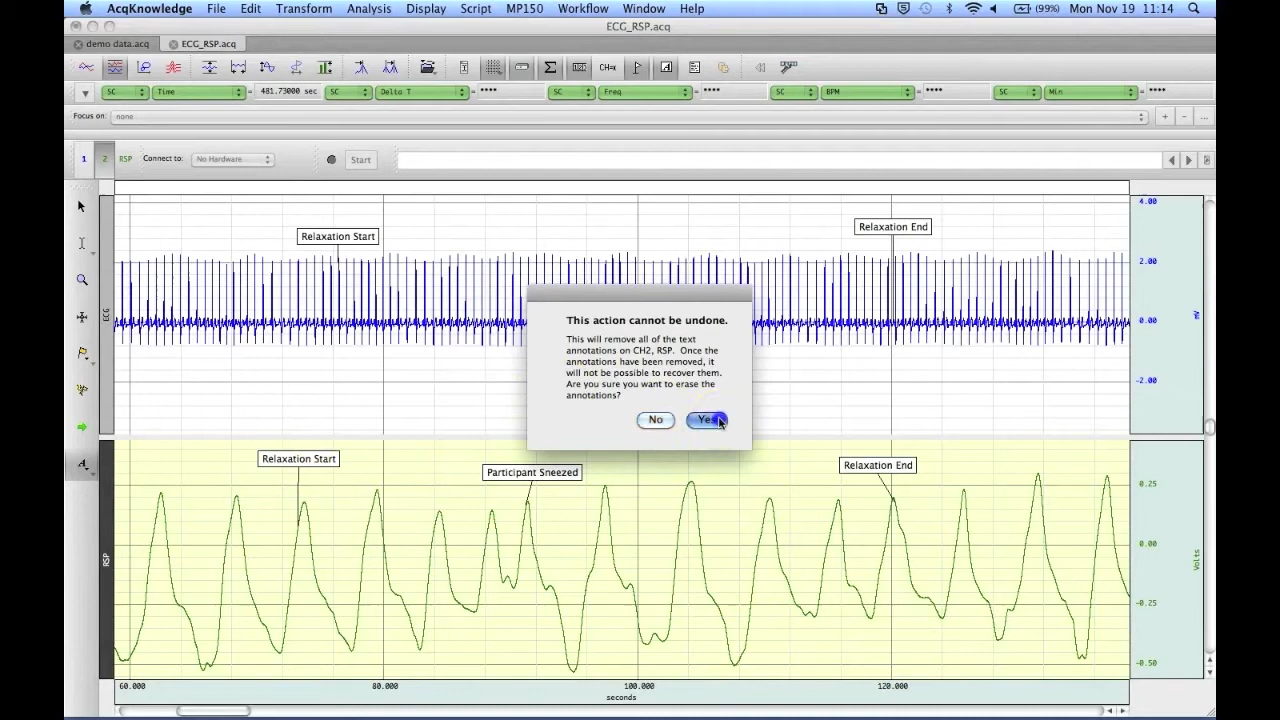 AcqKnowledge File Edit Transform Analysis Display Script MP150 Workflow Window Help (99%) Mon Nov 19 11:14
ECG_RSP.acq
demo data.acq ECG_RSP.acq
CH×
SC Time = 481.73000 sec SC Delta T = **** SC Freq = **** SC BPM = **** SC Min = ****
Focus on: none + - ...
1 2 RSP Connect to: No Hardware Start
4.00
Relaxation Start
Relaxation End
2.00
ECG
0.00
mV
-2.00
This action cannot be undone.
This will remove all of the text
annotations on CH2, RSP. Once the
annotations have been removed, it
will not be possible to recover them.
Are you sure you want to erase the
annotations?
No Yes
Relaxation Start
Participant Sneezed
Relaxation End
0.25
0.00
RSP
Volts
-0.25
-0.50
60.000 80.000 100.000 120.000
seconds